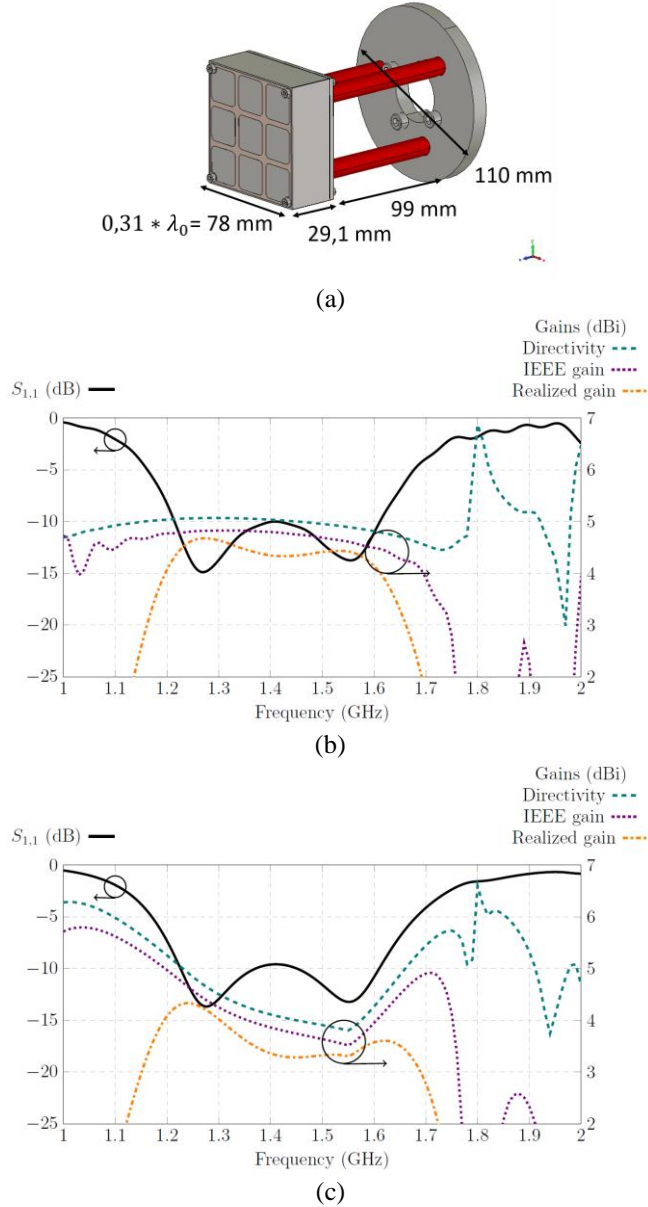 110 mm
99 mm
29,1 mm
0,31 * λ₀= 78 mm
(a)
Gains (dBi)
Directivity
IEEE gain
S₁,₁ (dB)
Realized gain
0
−5
−10
−15
−20
−25
7
6
5
4
3
2
1 1.1 1.2 1.3 1.4 1.5 1.6 1.7 1.8 1.9 2
Frequency (GHz)
(b)
Gains (dBi)
Directivity
IEEE gain
S₁,₁ (dB)
Realized gain
0
−5
−10
−15
−20
−25
7
6
5
4
3
2
1 1.1 1.2 1.3 1.4 1.5 1.6 1.7 1.8 1.9 2
Frequency (GHz)
(c)